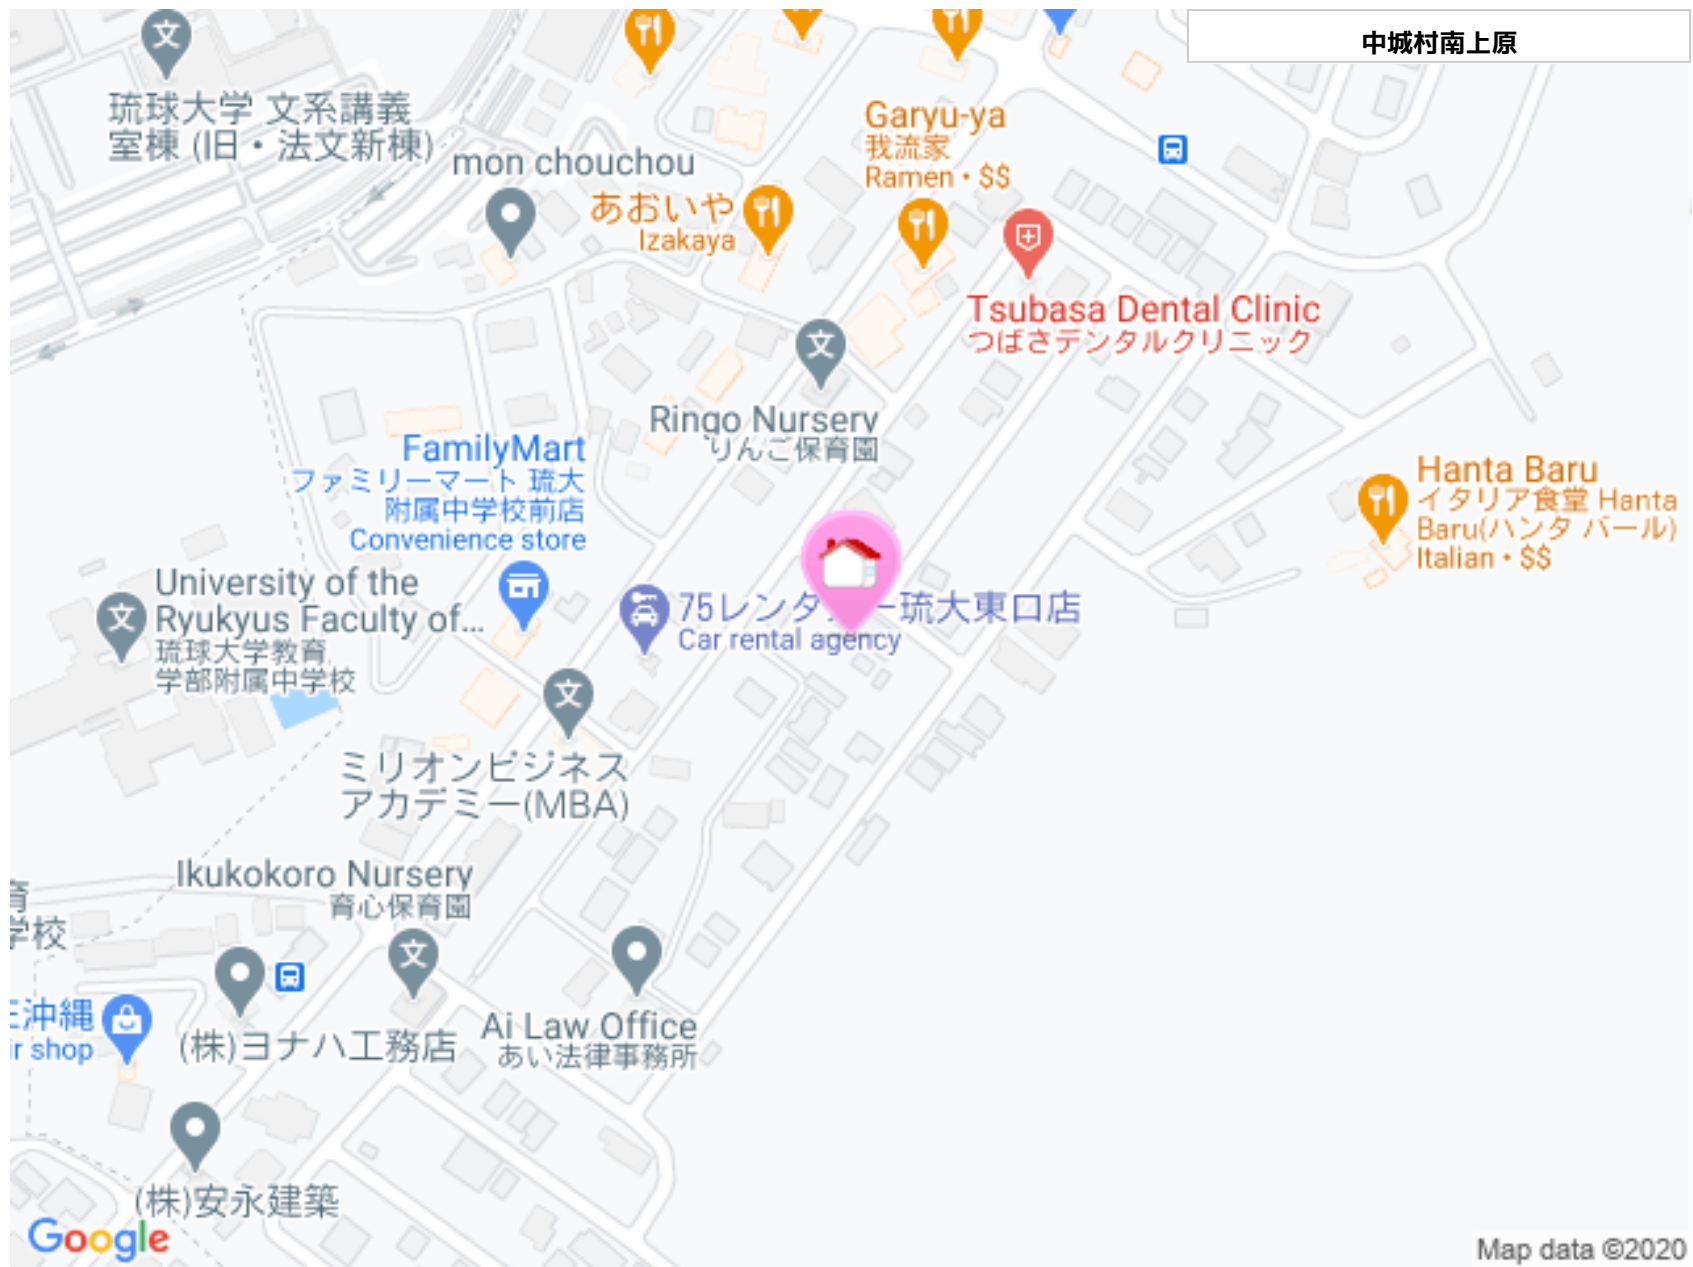 中城村南上原
琉球大学 文系講義
室棟 (旧・法文新棟)
mon chouchou
あおいや
Izakaya
Garyu-ya
我流家
Ramen • $$
Tsubasa Dental Clinic
つばさデンタルクリニック
Ringo Nursery
りんご保育園
FamilyMart
ファミリーマート 琉大
附属中学校前店
Convenience store
Hanta Baru
イタリア食堂 Hanta
Baru(ハンタ バール)
Italian • $$
University of the
Ryukyus Faculty of...
琉球大学教育
学部附属中学校
75レンタ
ー琉大東口店
Car rental agency
ミリオンビジネス
アカデミー(MBA)
Ikukokoro Nursery
育心保育園
育
学校
沖縄
ir shop
(株)ヨナハ工務店
Ai Law Office
あい法律事務所
(株)安永建築
Google
Map data ©2020